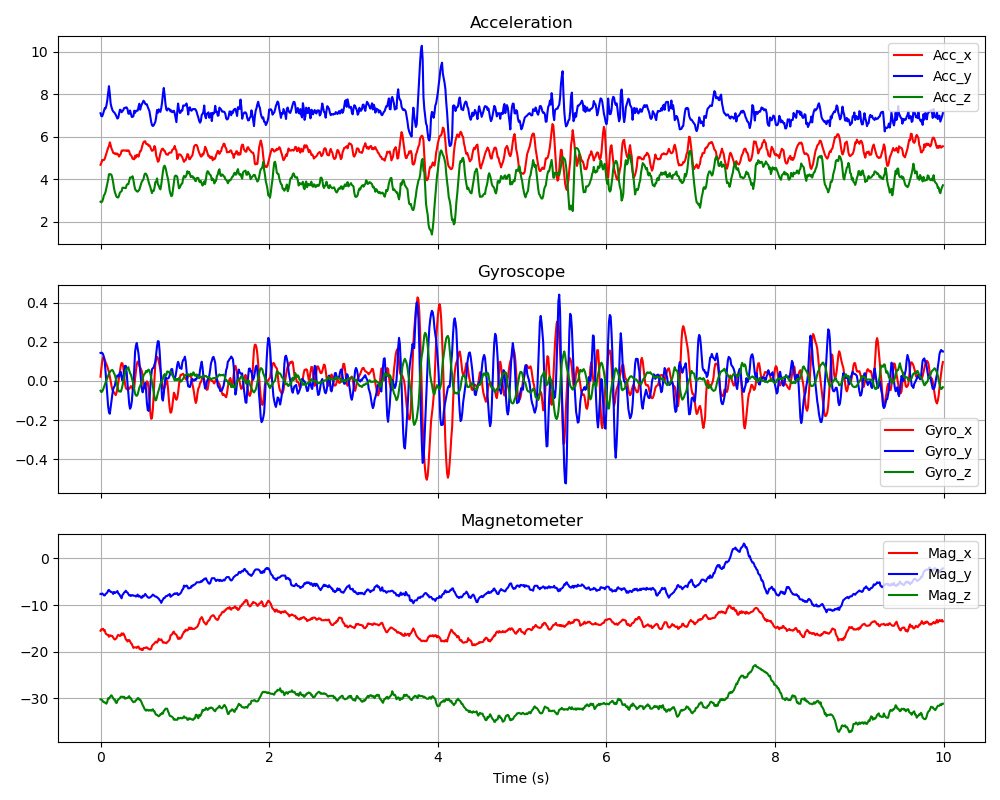 Acceleration
10
8
6
4
2
Acc_x
Acc_y
Acc_z
Gyroscope
0.4
0.2
0.0
−0.2
−0.4
Gyro_x
Gyro_y
Gyro_z
Magnetometer
0
−10
−20
−30
Mag_x
Mag_y
Mag_z
0 2 4 6 8 10
Time (s)